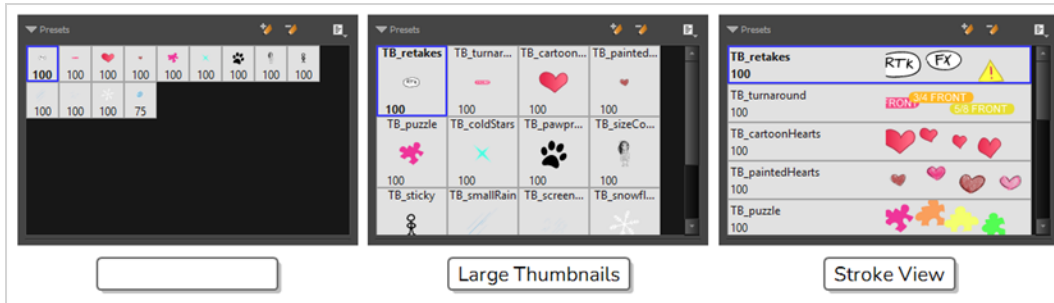 Presets
100 100 100 100 100 100 100 100 100
100 100 100 75
Presets
TB_retakes TB_turnar... TB_cartoon... TB_painted...
RTK
100 100 100 100
TB_puzzle TB_coldStars TB_pawpr... TB_sizeCo...
100 100 100 100
TB_sticky TB_smallRain TB_screen... TB_snowfl...
Presets
TB_retakes
100
RTK FX
TB_turnaround
100
FRONT 3/4 FRONT
5/8 FRONT
TB_cartoonHearts
100
TB_paintedHearts
100
TB_puzzle
100
Large Thumbnails
Stroke View